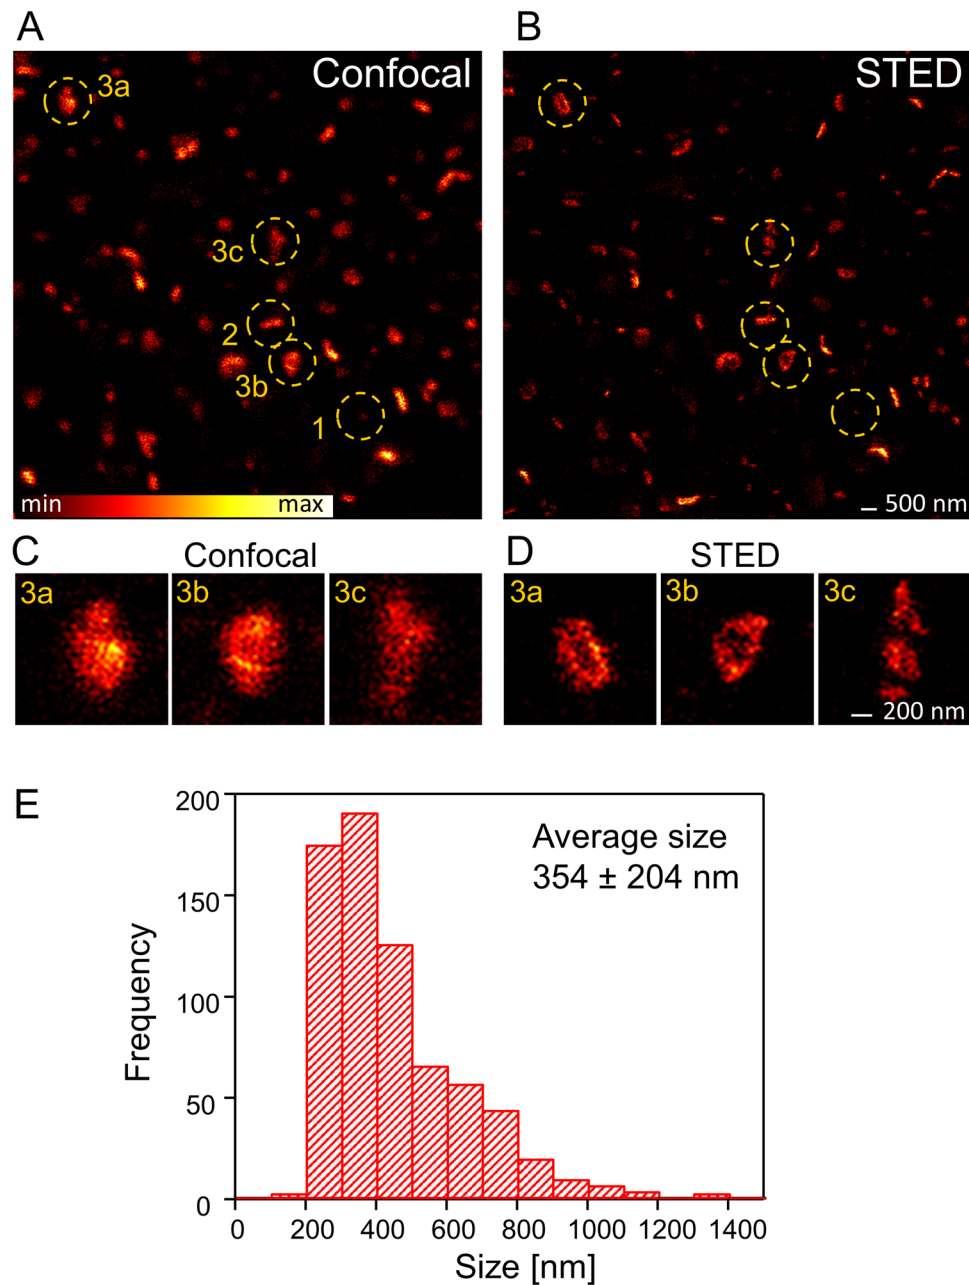 A
B
Confocal
STED
3a
3c
2
3b
1
min
max
500 nm
C
Confocal
D
STED
3a
3b
3c
3a
3b
3c
200 nm
E
Average size
354 ± 204 nm
Frequency
200
150
100
50
0
0 200 400 600 800 1000 1200 1400
Size [nm]